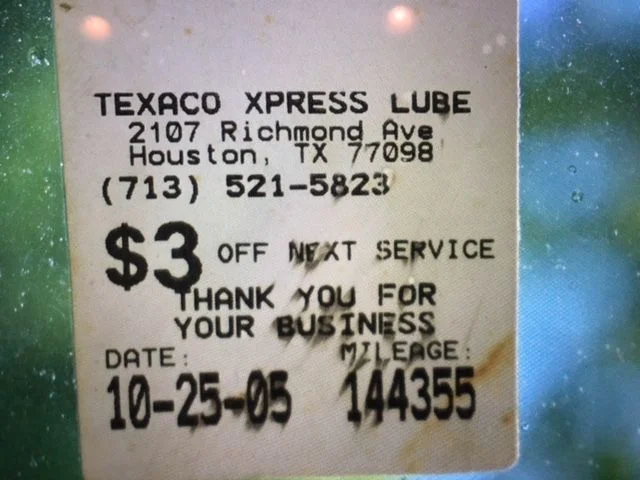 TEXACO XPRESS LUBE
2107 Richmond Ave
Houston, TX 77098
(713) 521-5823
$3 OFF NEXT SERVICE
THANK YOU FOR
YOUR BUSINESS
DATE: MILEAGE:
10-25-05 144355